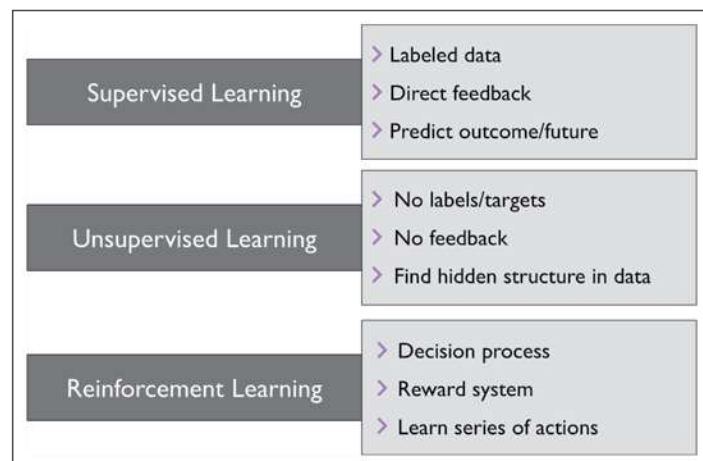 Supervised Learning
Labeled data
Direct feedback
Predict outcome/future
Unsupervised Learning
No labels/targets
No feedback
Find hidden structure in data
Reinforcement Learning
Decision process
Reward system
Learn series of actions